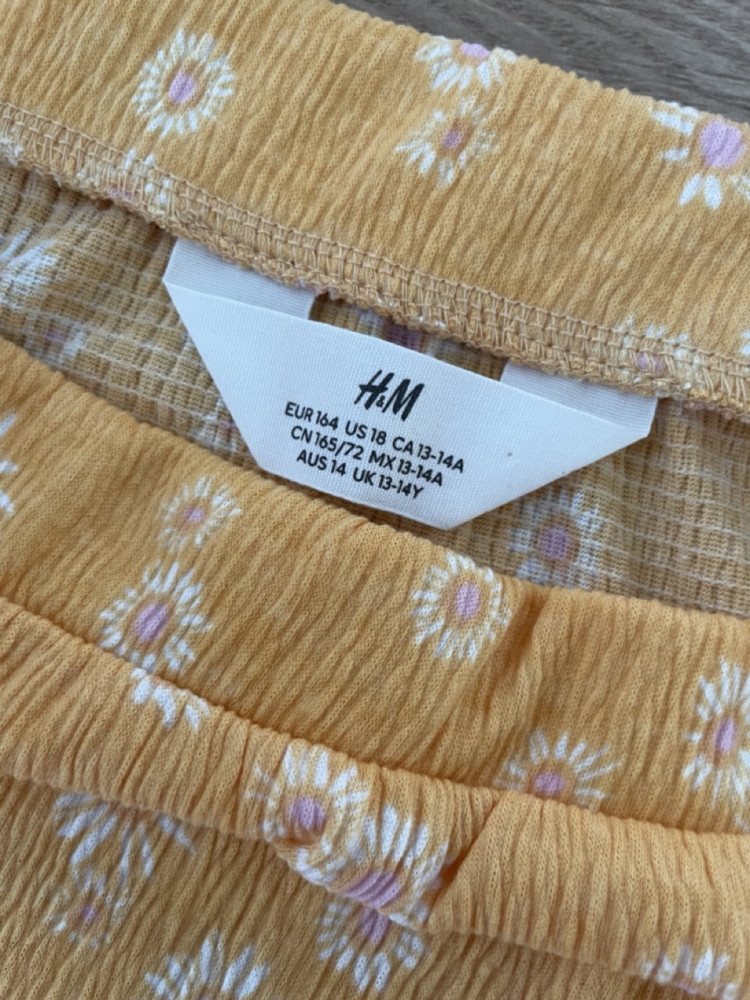 H&M
EUR 164 US 18 CA 13-14A
CN 165/72 MX 13-14A
AUS 14 UK 13-14Y